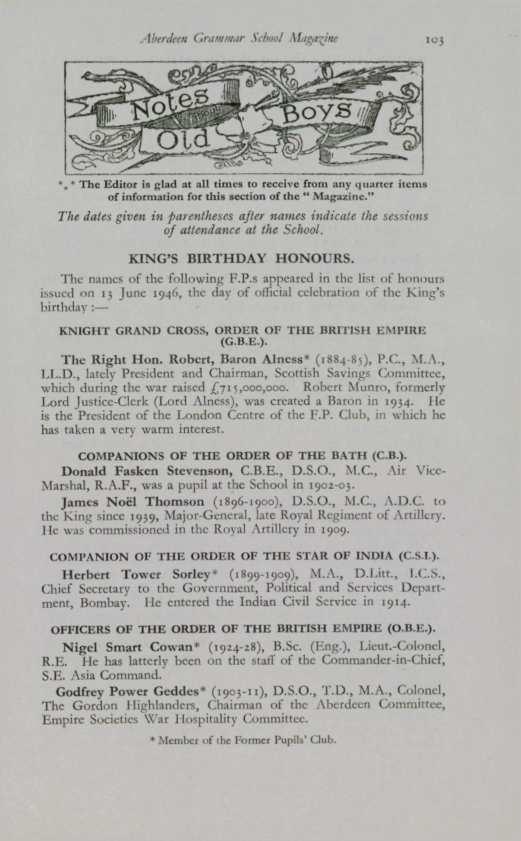 Aberdeen Grammar School Magazine 103
Notes about
Old Boys
*** The Editor is glad at all times to receive from any quarter items
of information for this section of the “ Magazine.”
The dates given in parentheses after names indicate the sessions
of attendance at the School.
KING'S BIRTHDAY HONOURS.
The names of the following F.P.s appeared in the list of honours
issued on 13 June 1946, the day of official celebration of the King's
birthday :—
KNIGHT GRAND CROSS, ORDER OF THE BRITISH EMPIRE
(G.B.E.).
The Right Hon. Robert, Baron Alness* (1884-85), P.C., M.A.,
LL.D., lately President and Chairman, Scottish Savings Committee,
which during the war raised £715,000,000. Robert Munro, formerly
Lord Justice-Clerk (Lord Alness), was created a Baron in 1934. He
is the President of the London Centre of the F.P. Club, in which he
has taken a very warm interest.
COMPANIONS OF THE ORDER OF THE BATH (C.B.).
Donald Fasken Stevenson, C.B.E., D.S.O., M.C., Air Vice-
Marshal, R.A.F., was a pupil at the School in 1902-03.
James Noël Thomson (1896-1900), D.S.O., M.C., A.D.C. to
the King since 1939, Major-General, late Royal Regiment of Artillery.
He was commissioned in the Royal Artillery in 1909.
COMPANION OF THE ORDER OF THE STAR OF INDIA (C.S.I.).
Herbert Tower Sorley* (1899-1909), M.A., D.Litt., I.C.S.,
Chief Secretary to the Government, Political and Services Depart-
ment, Bombay. He entered the Indian Civil Service in 1914.
OFFICERS OF THE ORDER OF THE BRITISH EMPIRE (O.B.E.).
Nigel Smart Cowan* (1924-28), B.Sc. (Eng.), Lieut.-Colonel,
R.E. He has latterly been on the staff of the Commander-in-Chief,
S.E. Asia Command.
Godfrey Power Geddes* (1903-11), D.S.O., T.D., M.A., Colonel,
The Gordon Highlanders, Chairman of the Aberdeen Committee,
Empire Societies War Hospitality Committee.
* Member of the Former Pupils' Club.